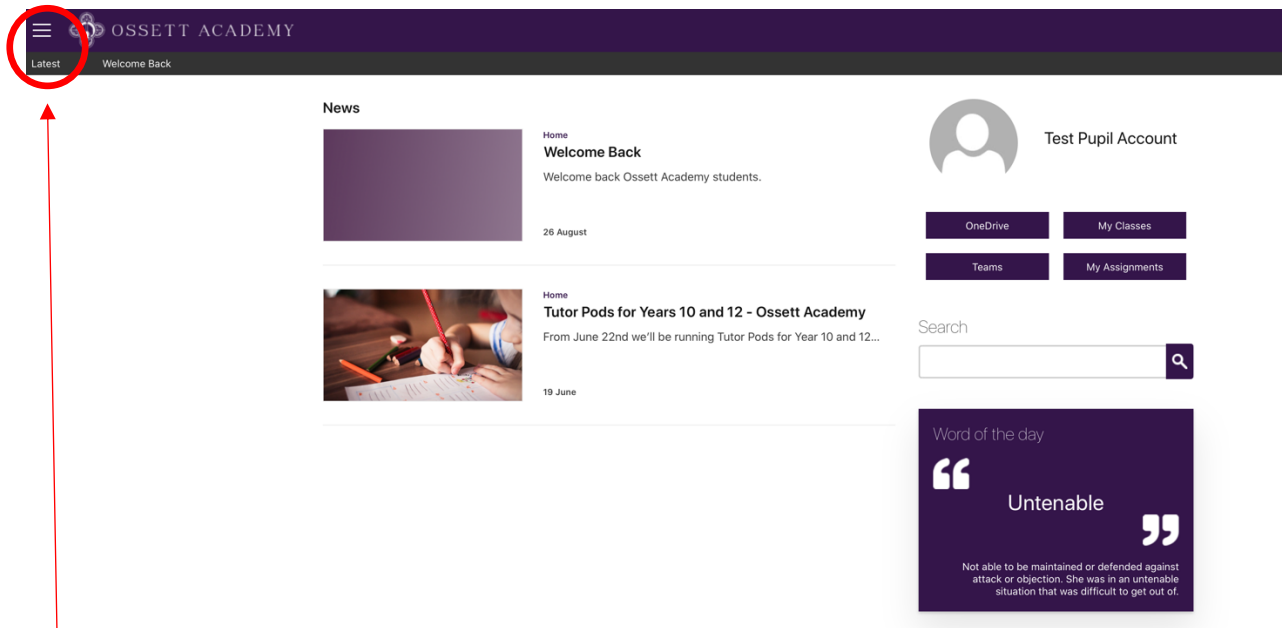 OSSETT ACADEMY
Latest
Welcome Back
News
Home
Welcome Back
Welcome back Ossett Academy students.
26 August
Home
Tutor Pods for Years 10 and 12 - Ossett Academy
From June 22nd we'll be running Tutor Pods for Year 10 and 12...
19 June
Test Pupil Account
OneDrive
My Classes
Teams
My Assignments
Search
Word of the day
“
Untenable
”
Not able to be maintained or defended against
attack or objection. She was in an untenable
situation that was difficult to get out of.